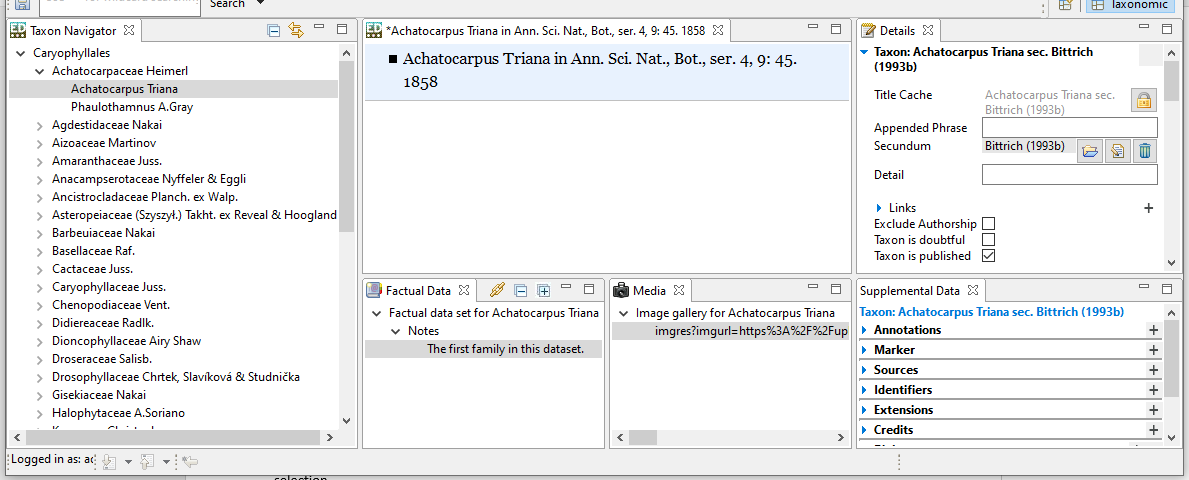 Search
Taxonomic
Taxon Navigator
Caryophyllales
Achatocarpaceae Heimerl
Achatocarpus Triana
Phaulothamnus A.Gray
Agdestidaceae Nakai
Aizoaceae Martinov
Amaranthaceae Juss.
Anacampserotaceae Nyffeler & Eggli
Ancistrocladaceae Planch. ex Walp.
Asteropeiaceae (Szyszył.) Takht. ex Reveal & Hoogland
Barbeuiaceae Nakai
Basellaceae Raf.
Cactaceae Juss.
Caryophyllaceae Juss.
Chenopodiaceae Vent.
Didiereaceae Radlk.
Dioncophyllaceae Airy Shaw
Droseraceae Salisb.
Drosophyllaceae Chrtek, Slavíková & Studnička
Gisekiaceae Nakai
Halophytaceae A.Soriano
*Achatocarpus Triana in Ann. Sci. Nat., Bot., ser. 4, 9: 45. 1858
Achatocarpus Triana in Ann. Sci. Nat., Bot., ser. 4, 9: 45.
1858
Details
Taxon: Achatocarpus Triana sec. Bittrich
(1993b)
Title Cache
Achatocarpus Triana sec.
Bittrich (1993b)
Appended Phrase
Secundum Bittrich (1993b)
Detail
Links
Exclude Authorship
Taxon is doubtful
Taxon is published
Factual Data
Factual data set for Achatocarpus Triana
Notes
The first family in this dataset.
Media
Image gallery for Achatocarpus Triana
imgres?imgurl=https%3A%2F%2Fup
Supplemental Data
Taxon: Achatocarpus Triana sec. Bittrich (1993b)
Annotations
Marker
Sources
Identifiers
Extensions
Credits
Logged in as:
selection